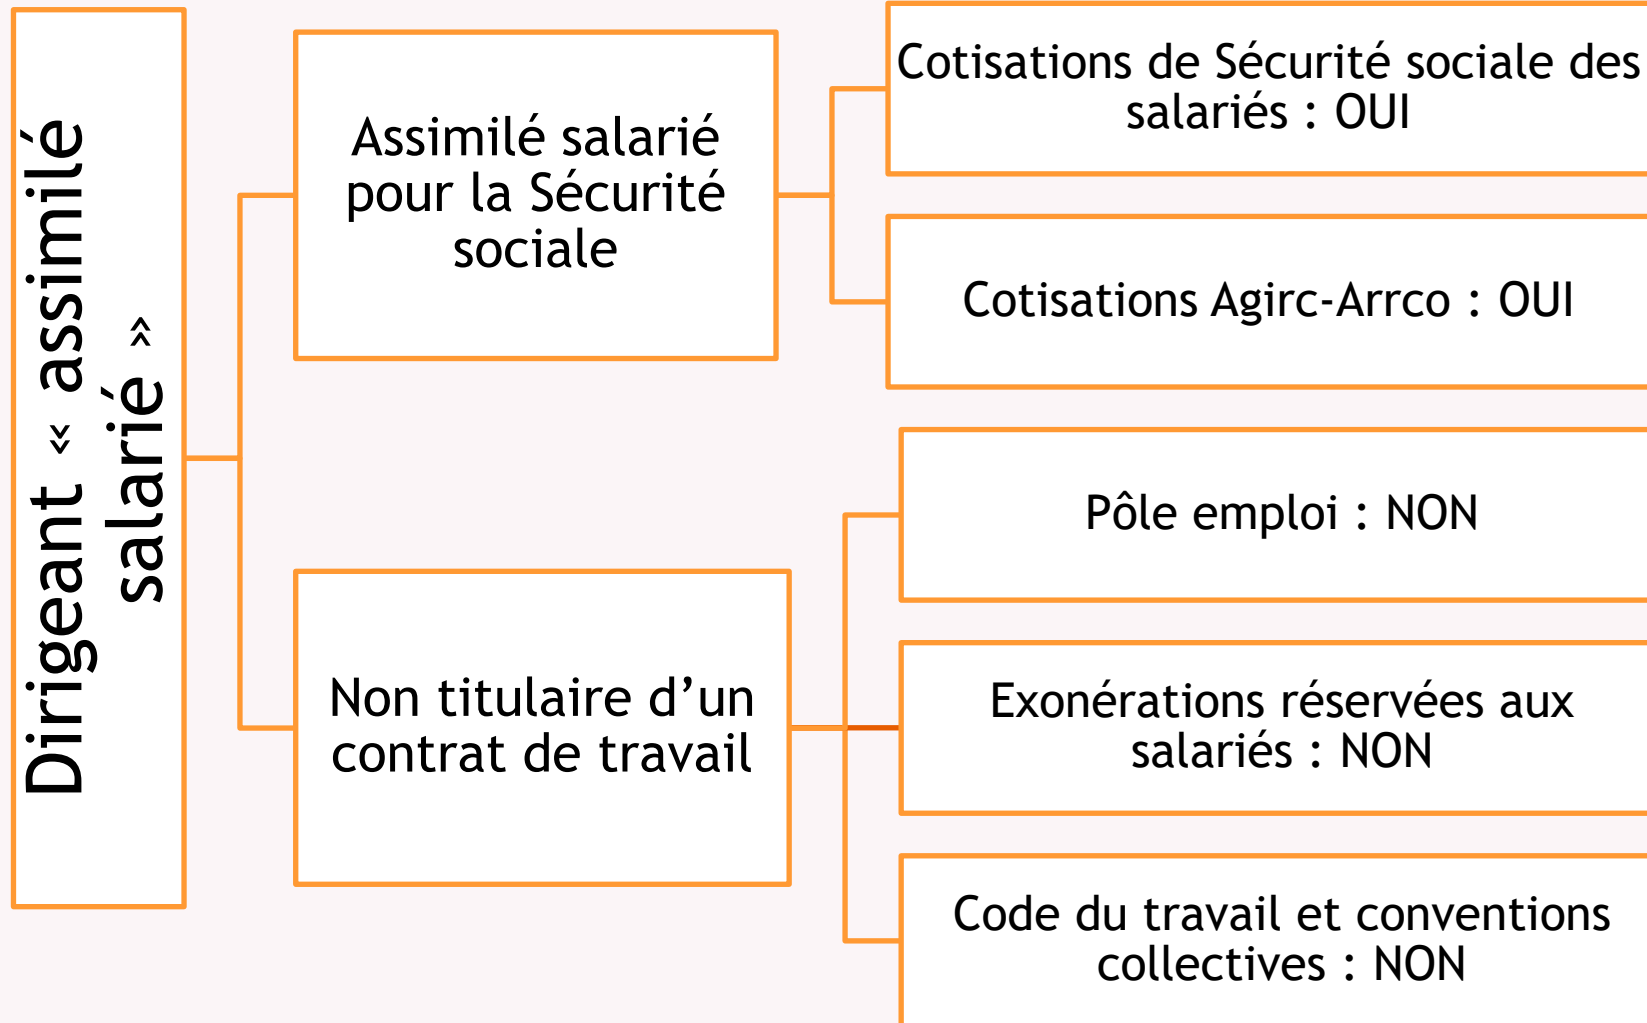 Dirigeant « assimilé
salarié »
Assimilé salarié
pour la Sécurité
sociale
Cotisations de Sécurité sociale des
salariés : OUI
Cotisations Agirc-Arrco : OUI
Non titulaire d’un
contrat de travail
Pôle emploi : NON
Exonérations réservées aux
salariés : NON
Code du travail et conventions
collectives : NON